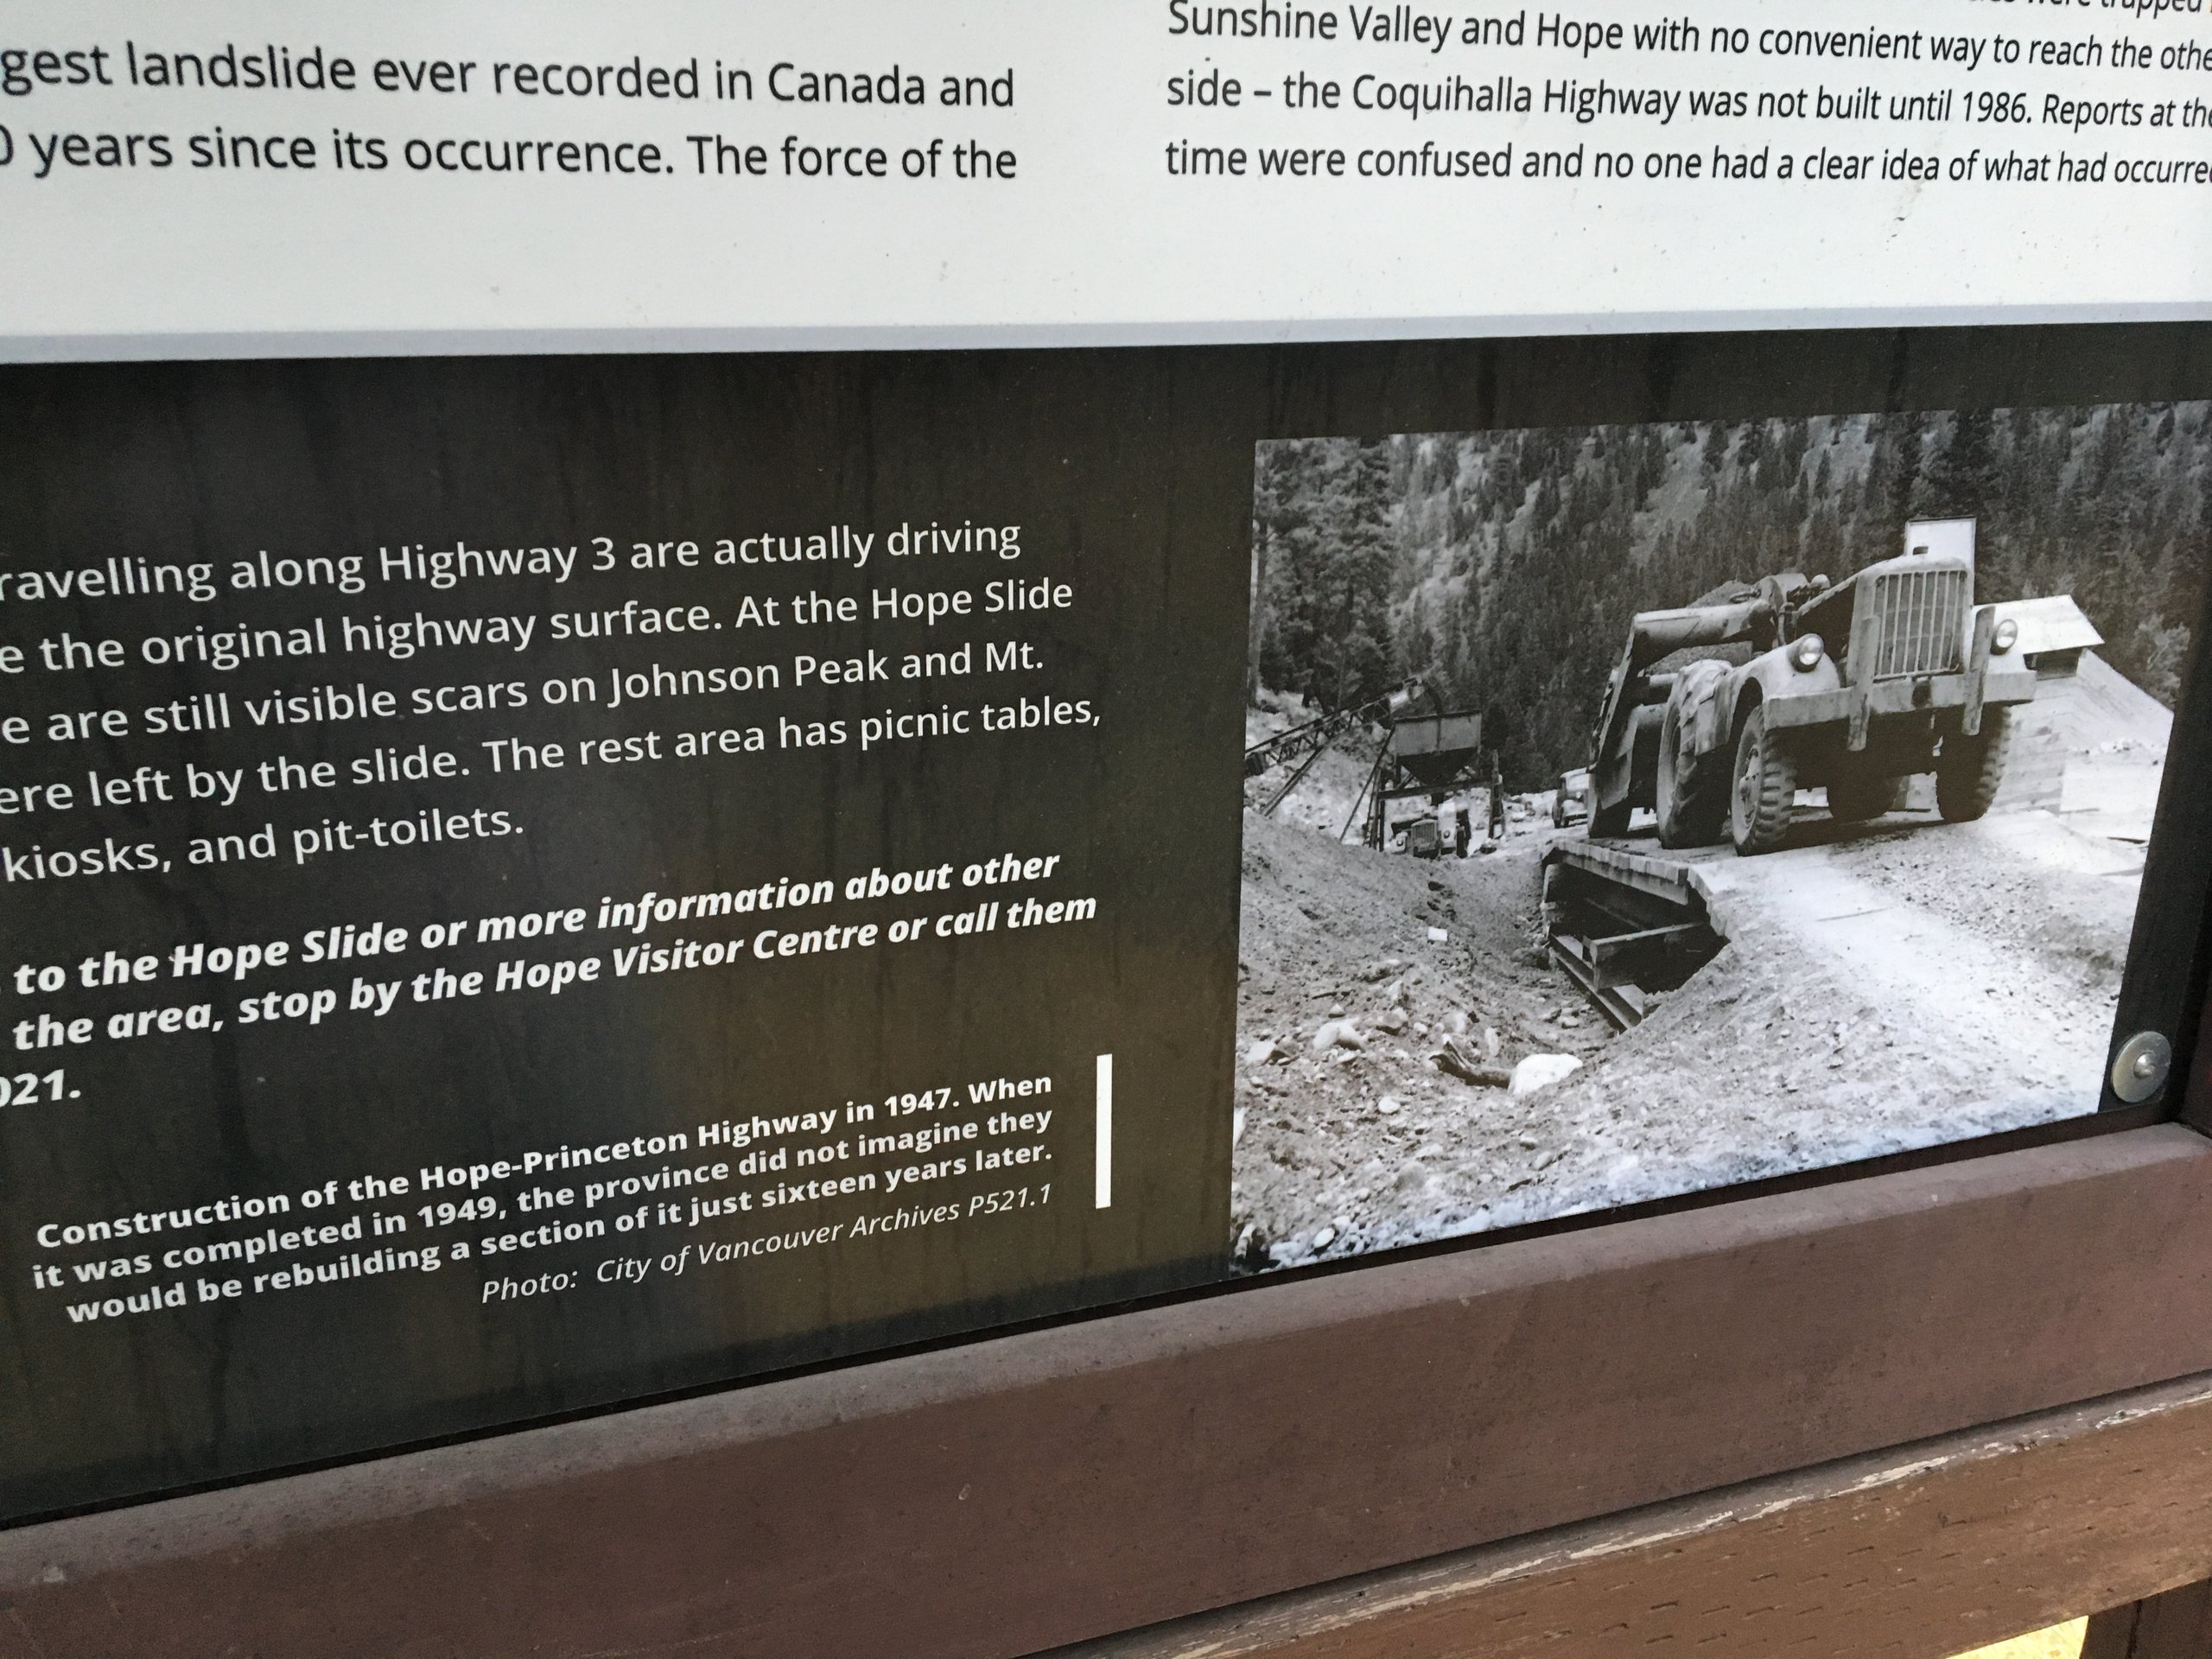 landslide ever recorded in Canada and
years since its occurrence. The force of the
Sunshine Valley and Hope with no convenient way to reach the
side – the Coquihalla Highway was not built until 1986. Reports at
time were confused and no one had a clear idea of what had
along Highway 3 are actually driving
the original highway surface. At the Hope Slide
are still visible scars on Johnson Peak and Mt.
left by the slide. The rest area has picnic tables,
kiosks, and pit-toilets.
to the Hope Slide or more information about other
the area, stop by the Hope Visitor Centre or call them
021.
Construction of the Hope-Princeton Highway in 1947. When
it was completed in 1949, the province did not imagine they
would be rebuilding a section of it just sixteen years later.
Photo: City of Vancouver Archives P521.1